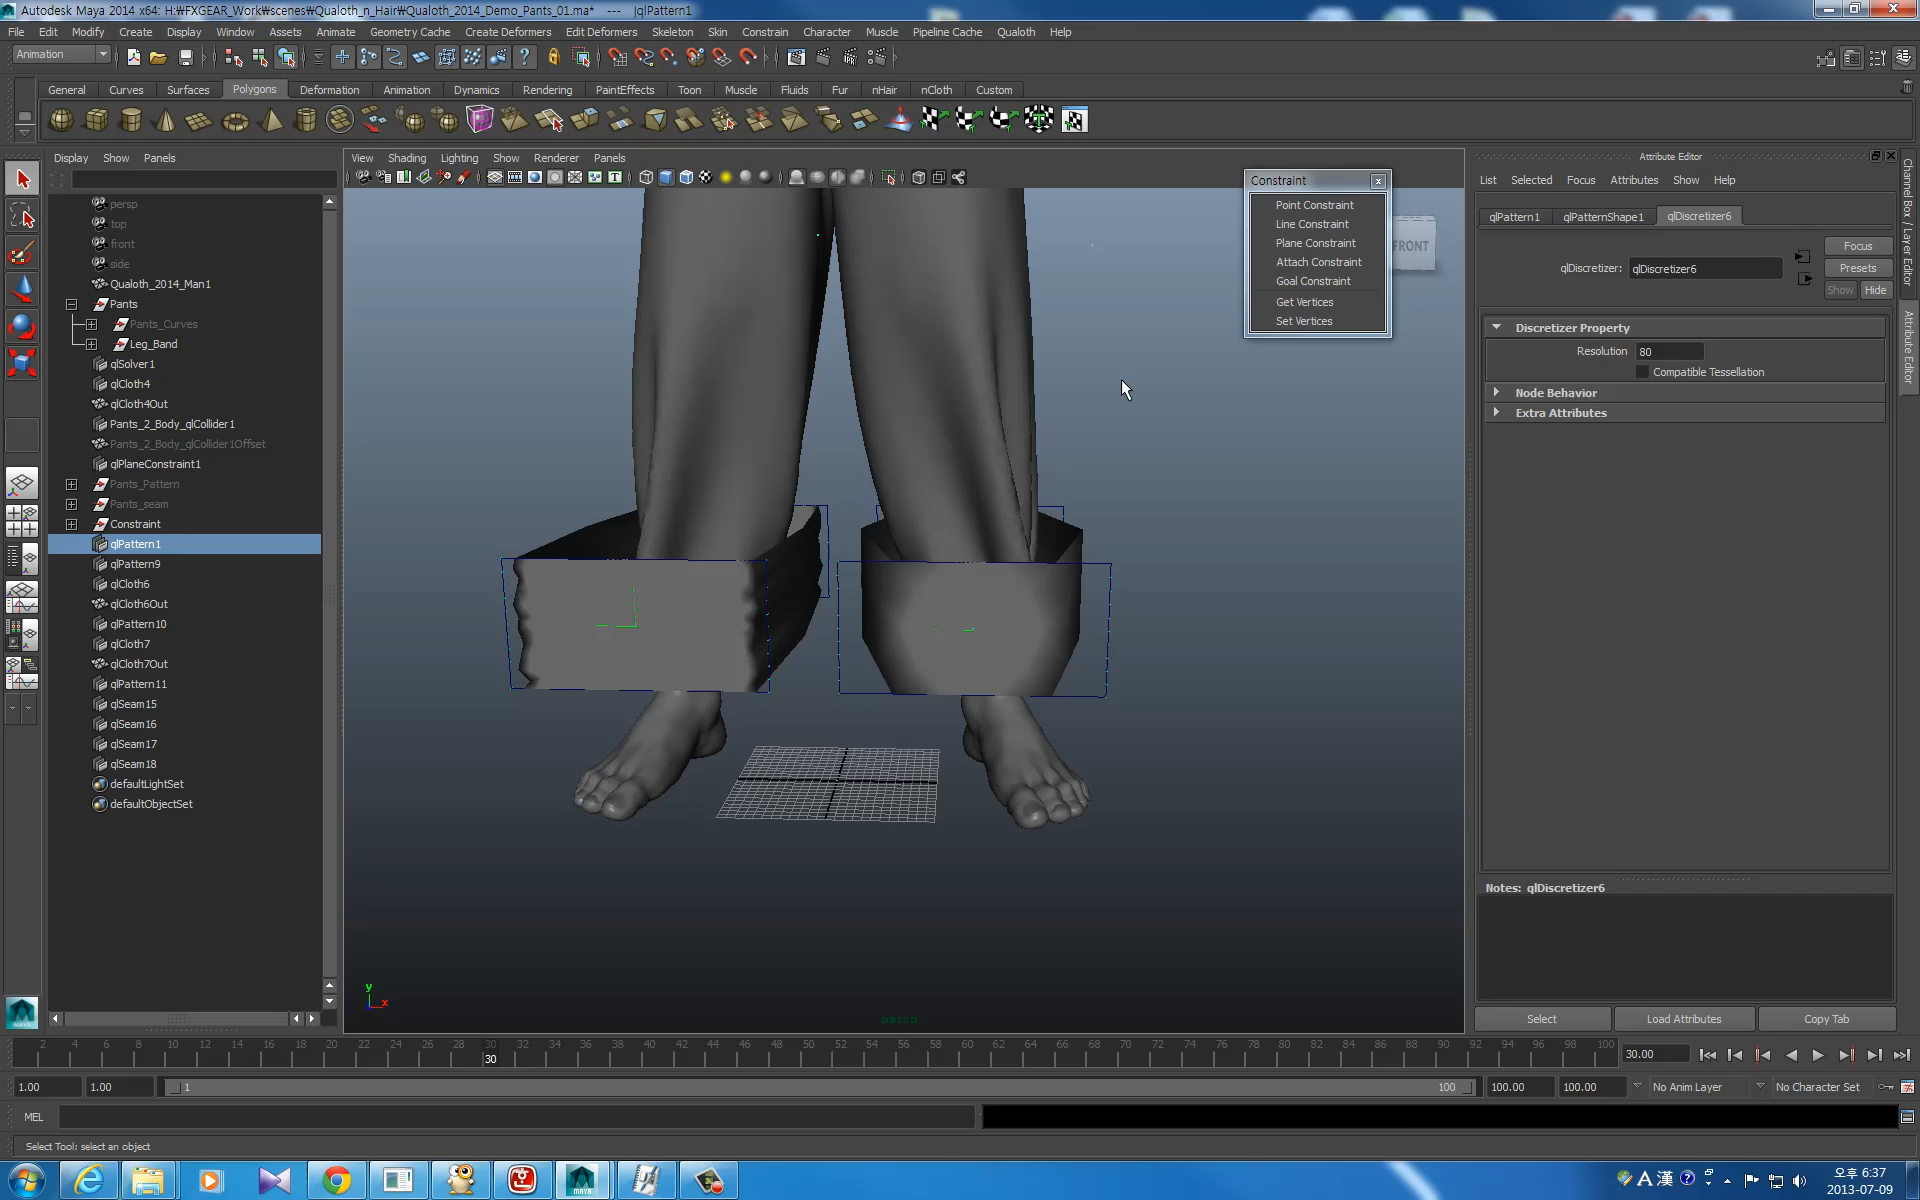 Autodesk Maya 2014 x64: H:₩FXGEAR_Work₩scenes₩Qualoth_n_Hair₩Qualoth_2014_Demo_Pants_01.ma* --- |qlPattern1
File Edit Modify Create Display Window Assets Animate Geometry Cache Create Deformers Edit Deformers Skeleton Skin Constrain Character Muscle Pipeline Cache Qualoth Help
Animation
General Curves Surfaces Polygons Deformation Animation Dynamics Rendering PaintEffects Toon Muscle Fluids Fur nHair nCloth Custom
Display Show Panels
View Shading Lighting Show Renderer Panels
persp
top
front
side
Qualoth_2014_Man1
Pants
Pants_Curves
Leg_Band
qlSolver1
qlCloth4
qlCloth4Out
Pants_2_Body_qlCollider1
Pants_2_Body_qlCollider1Offset
qlPlaneConstraint1
Pants_Pattern
Pants_seam
Constraint
qlPattern1
qlPattern9
qlCloth6
qlCloth6Out
qlPattern10
qlCloth7
qlCloth7Out
qlPattern11
qlSeam15
qlSeam16
qlSeam17
qlSeam18
defaultLightSet
defaultObjectSet
Constraint
Point Constraint
Line Constraint
Plane Constraint
Attach Constraint
Goal Constraint
Get Vertices
Set Vertices
FRONT
y
x
persp
Attribute Editor
List Selected Focus Attributes Show Help
qlPattern1 qlPatternShape1 qlDiscretizer6
qlDiscretizer: qlDiscretizer6
Focus
Presets
Show Hide
Discretizer Property
Resolution 80
Compatible Tessellation
Node Behavior
Extra Attributes
Notes: qlDiscretizer6
Select Load Attributes Copy Tab
Channel Box / Layer Editor
Attribute Editor
2 4 6 8 10 12 14 16 18 20 22 24 26 28 30 32 34 36 38 40 42 44 46 48 50 52 54 56 58 60 62 64 66 68 70 72 74 76 78 80 82 84 86 88 90 92 94 96 98 100
30
30.00
1.00 1.00 1 100 100.00 100.00 No Anim Layer No Character Set
MEL
Select Tool: select an object
MAYA
A 漢
오후 6:37
2013-07-09